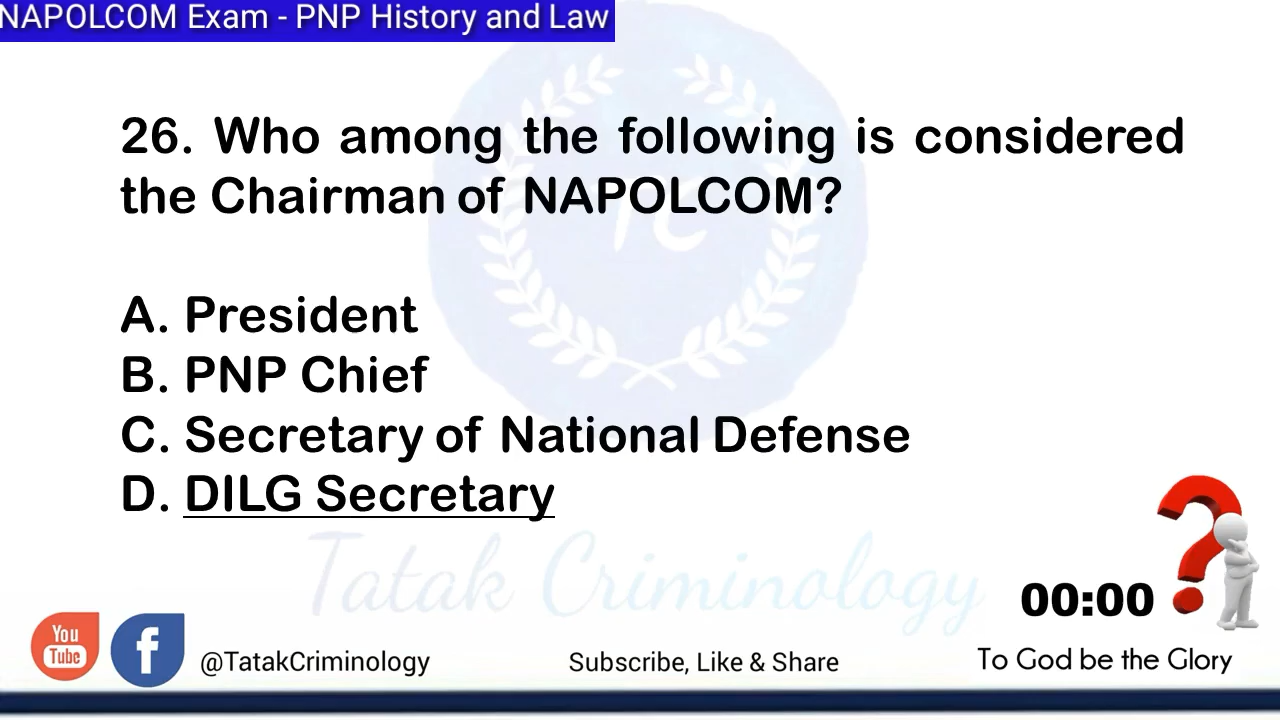 NAPOLCOM Exam - PNP History and Law
26. Who among the following is considered
the Chairman of NAPOLCOM?
TC
A. President
B. PNP Chief
C. Secretary of National Defense
D. DILG Secretary
Tatak Criminology
00:00
You
Tube
f
@TatakCriminology
Subscribe, Like & Share
To God be the Glory